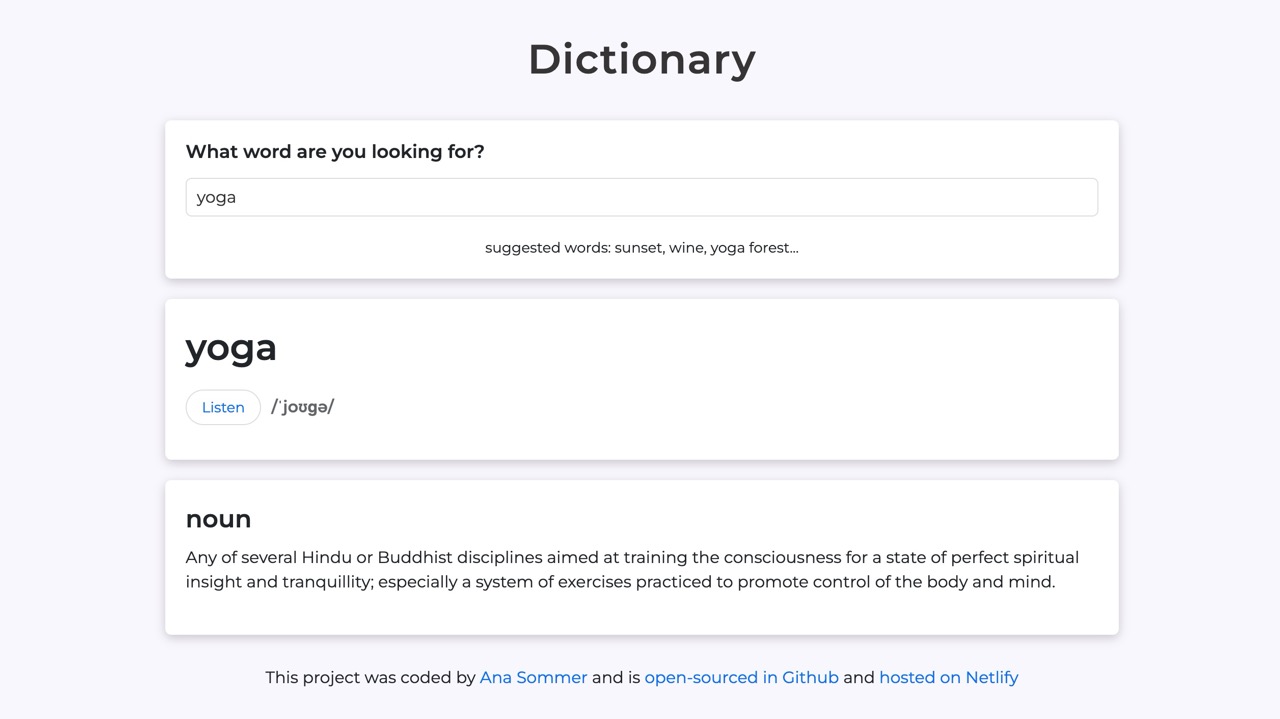 Dictionary
What word are you looking for?
yoga
suggested words: sunset, wine, yoga forest...
yoga
Listen /ˈjoʊɡə/
noun
Any of several Hindu or Buddhist disciplines aimed at training the consciousness for a state of perfect spiritual
insight and tranquillity; especially a system of exercises practiced to promote control of the body and mind.
This project was coded by Ana Sommer and is open-sourced in Github and hosted on Netlify